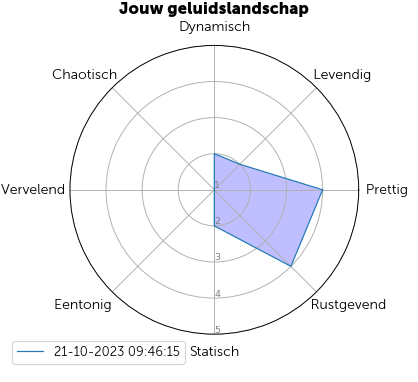 Jouw geluidslandschap
Dynamisch
Chaotisch
Levendig
Vervelend
Prettig
1
2
3
4
5
Eentonig
Rustgevend
21-10-2023 09:46:15
Statisch